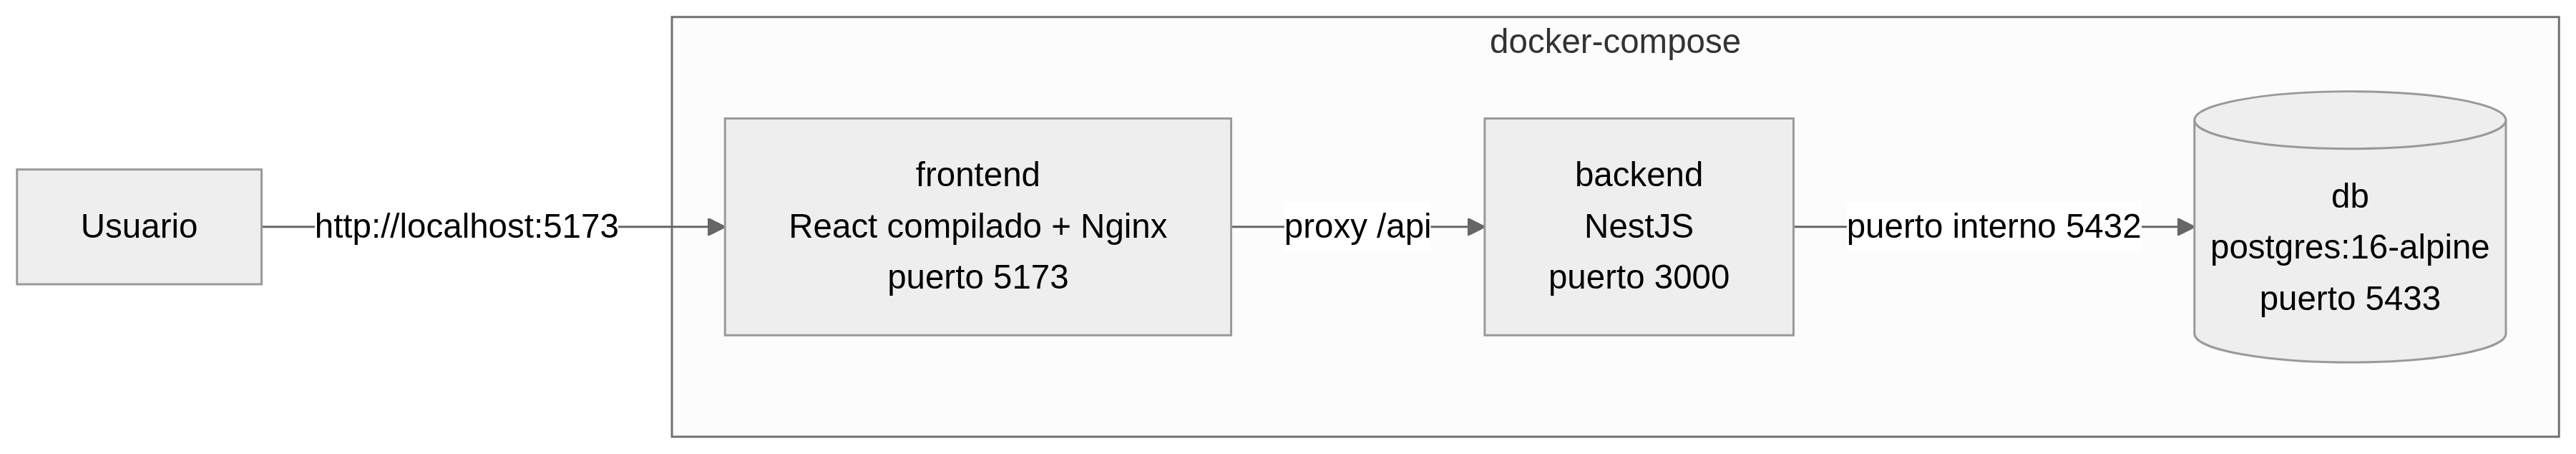 docker-compose
Usuario
http://localhost:5173
frontend
React compilado + Nginx
puerto 5173
proxy /api
backend
NestJS
puerto 3000
puerto interno 5432
db
postgres:16-alpine
puerto 5433